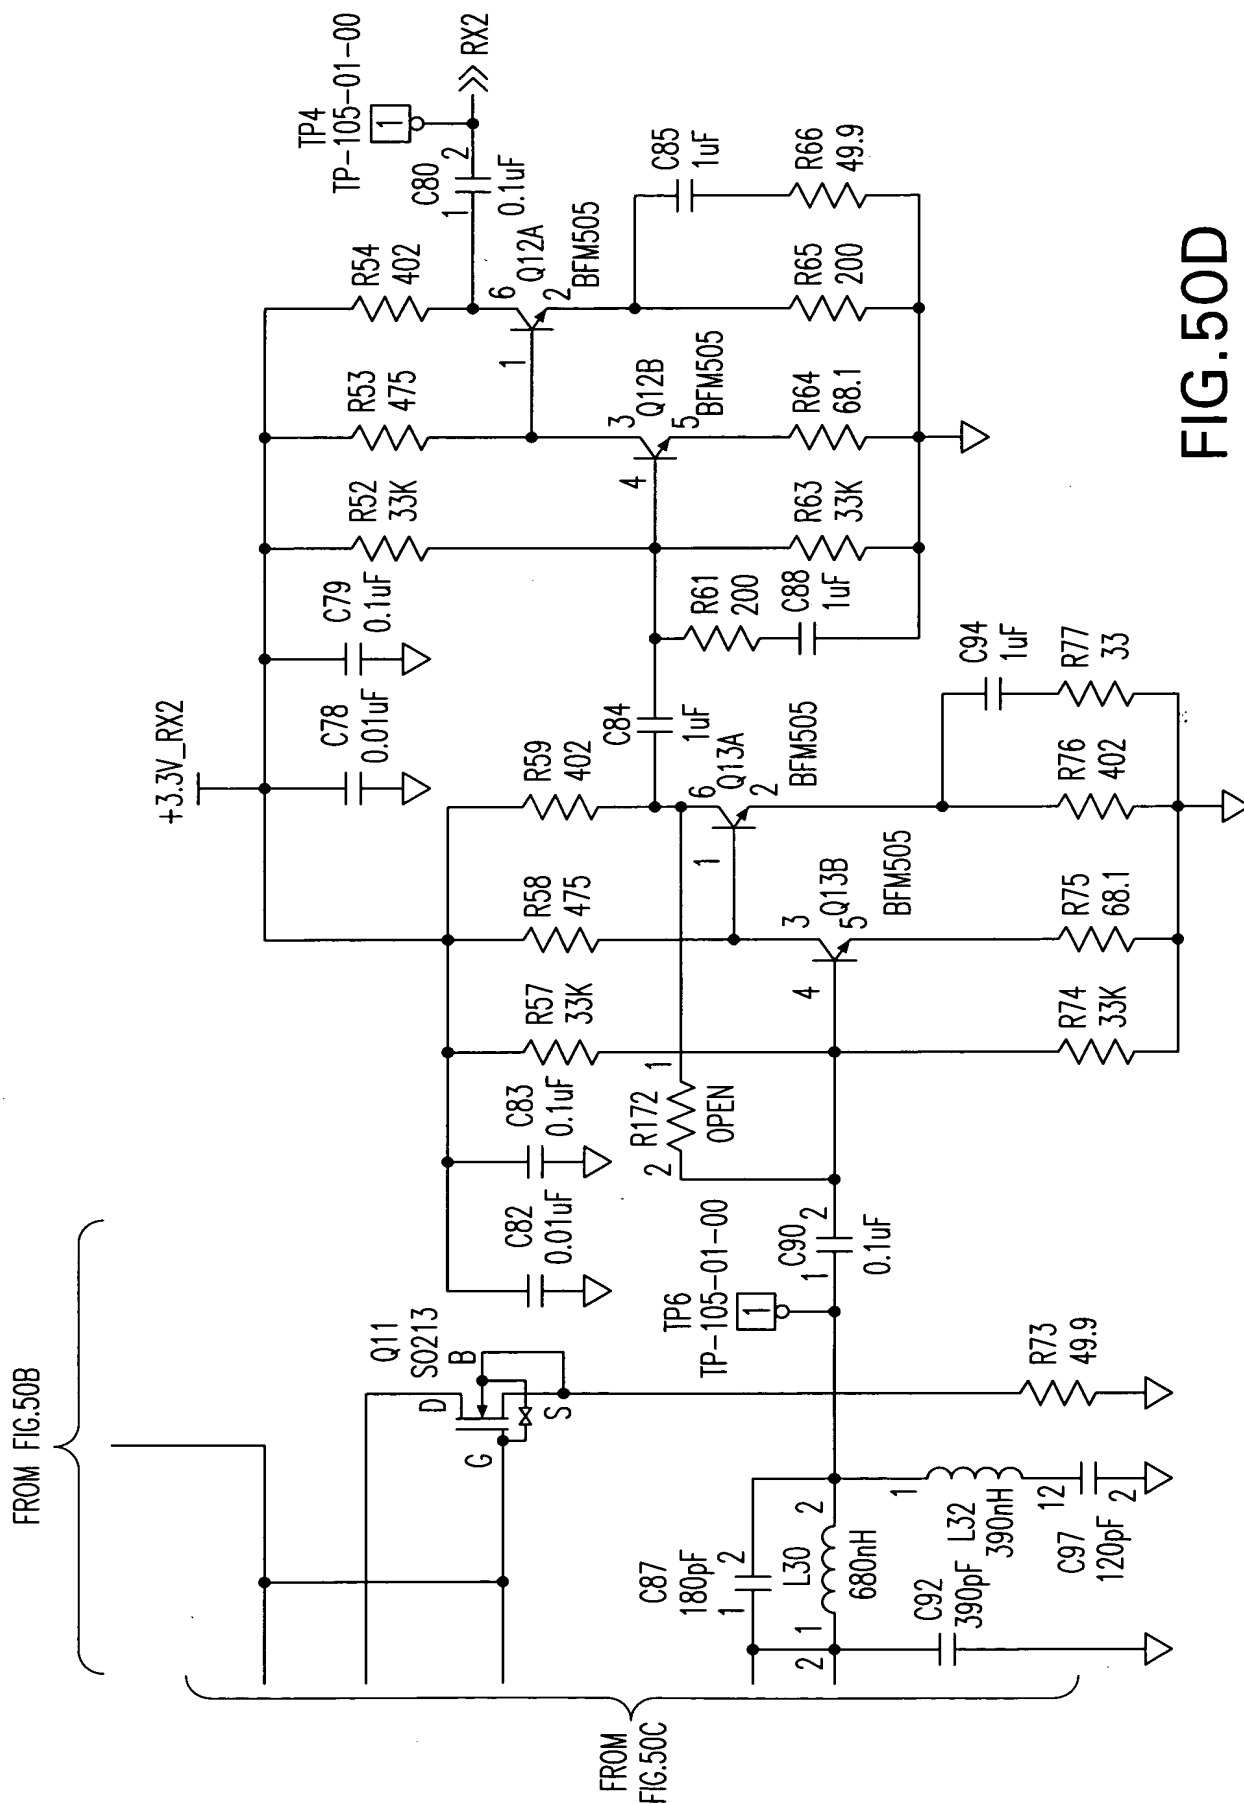 FROM FIG.50B
FROM
FIG.50C
+3.3V_RX2
C78
0.01uF
C79
0.1uF
R52
33K
R53
475
R54
402
TP4
TP-105-01-00
1
C80
1
2
0.1uF
RX2
6
Q12A
1
2
BFM505
3
Q12B
4
5
BFM505
C85
1uF
R66
49.9
R65
200
R64
68.1
R63
33K
R61
200
C88
1uF
C84
1uF
C82
0.01uF
C83
0.1uF
R57
33K
R58
475
R59
402
R172
1
2
OPEN
6
Q13A
1
2
BFM505
3
Q13B
4
5
BFM505
C94
1uF
R77
33
R76
402
R75
68.1
R74
33K
Q11
SO213
D
B
G
S
TP6
TP-105-01-00
1
C90
1
2
0.1uF
R73
49.9
C87
180pF
1
2
L30
1
2
680nH
2
C92
390pF
1
L32
390nH
12
C97
120pF
2
FIG.50D